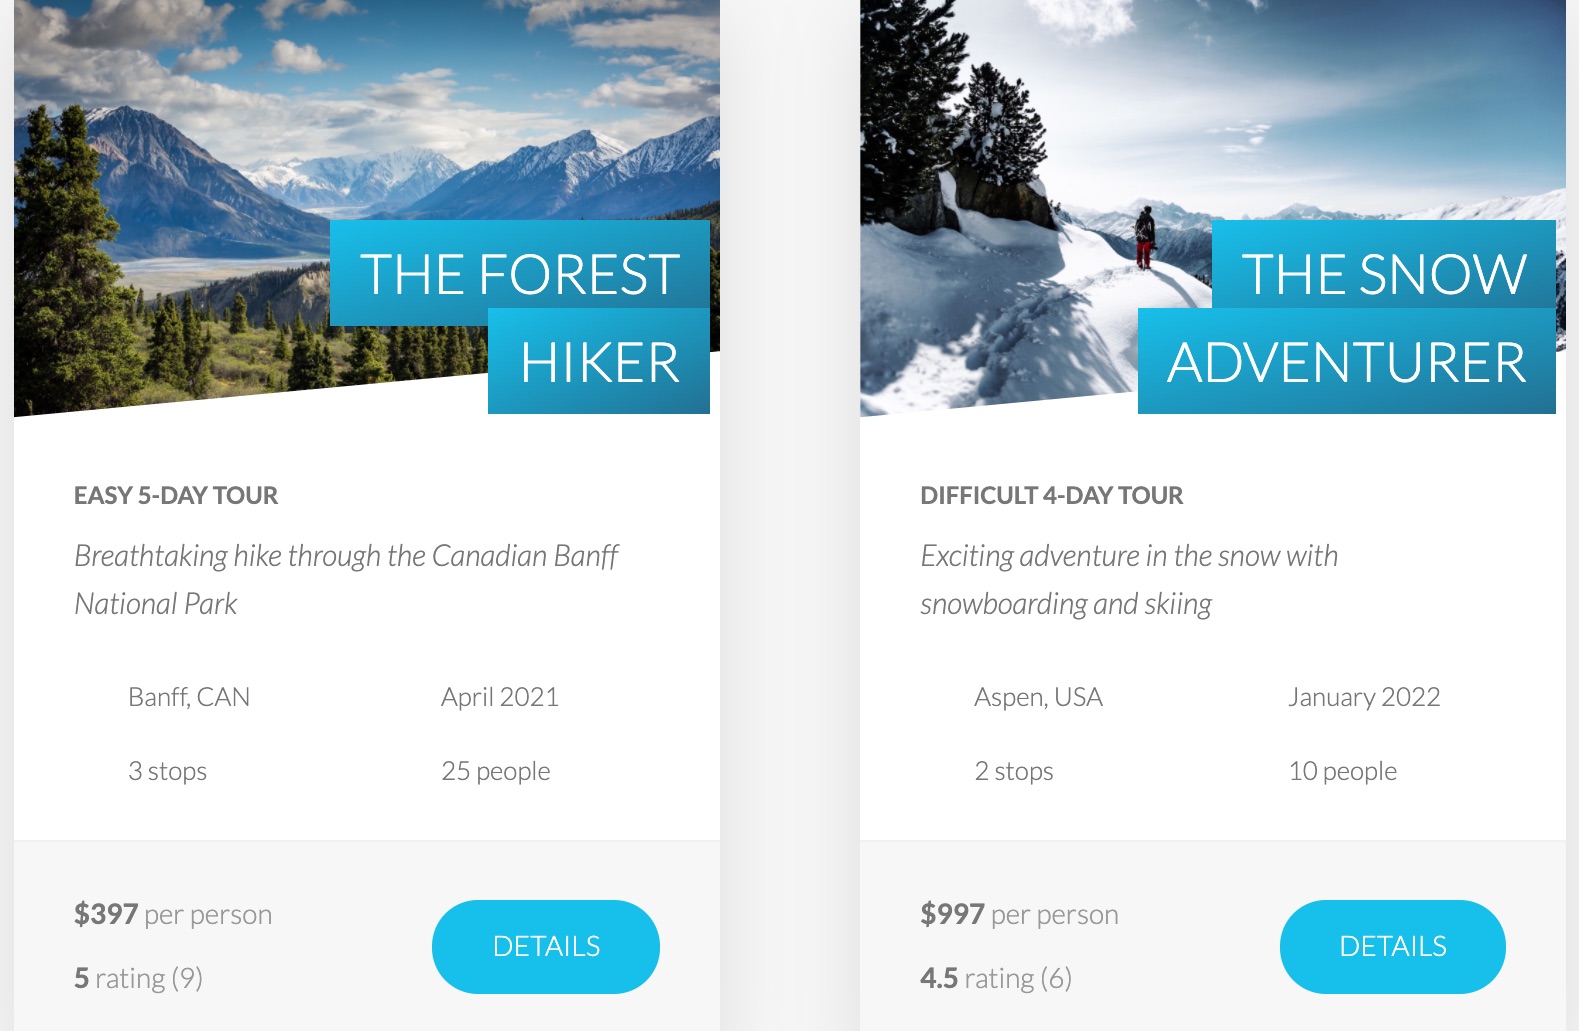 THE FOREST
HIKER
EASY 5-DAY TOUR
Breathtaking hike through the Canadian Banff
National Park
Banff, CAN
April 2021
3 stops
25 people
$397 per person
5 rating (9)
DETAILS
THE SNOW
ADVENTURER
DIFFICULT 4-DAY TOUR
Exciting adventure in the snow with
snowboarding and skiing
Aspen, USA
January 2022
2 stops
10 people
$997 per person
4.5 rating (6)
DETAILS